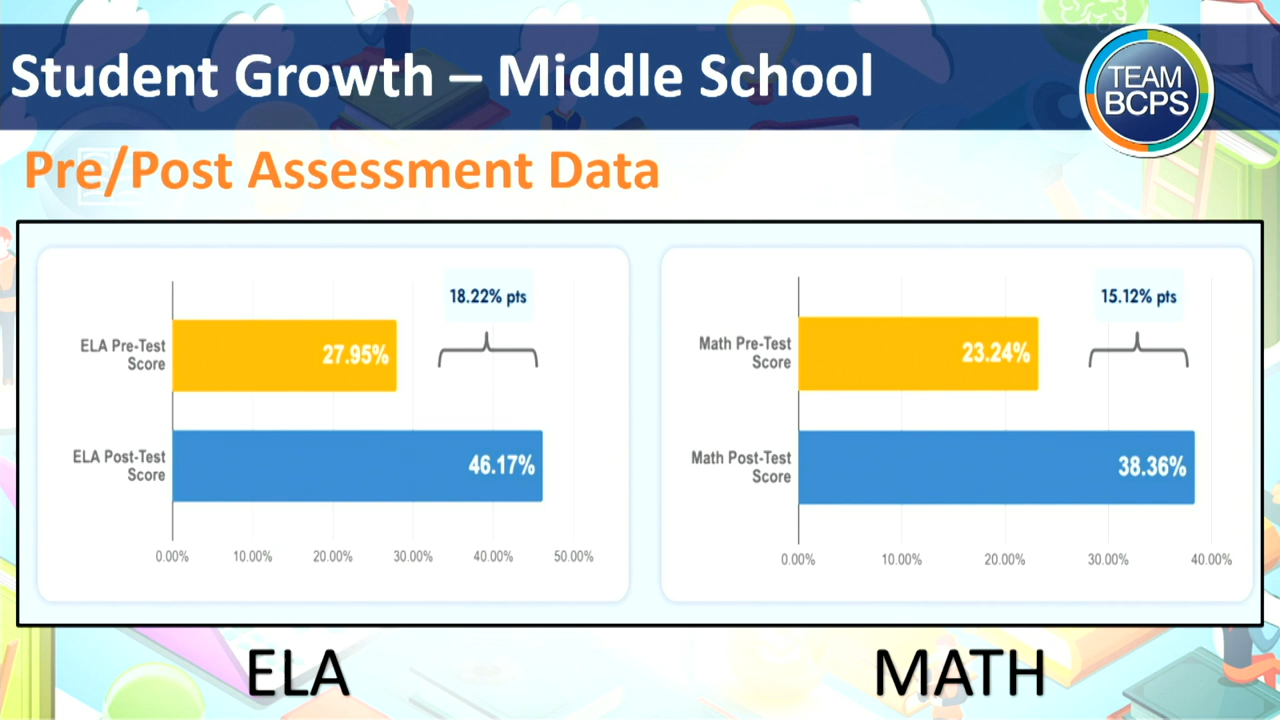 Student Growth – Middle School
TEAM
BCPS
Pre/Post Assessment Data
18.22% pts
ELA Pre-Test
Score
27.95%
ELA Post-Test
Score
46.17%
0.00% 10.00% 20.00% 30.00% 40.00% 50.00%
15.12% pts
Math Pre-Test
Score
23.24%
Math Post-Test
Score
38.36%
0.00% 10.00% 20.00% 30.00% 40.00%
ELA
MATH